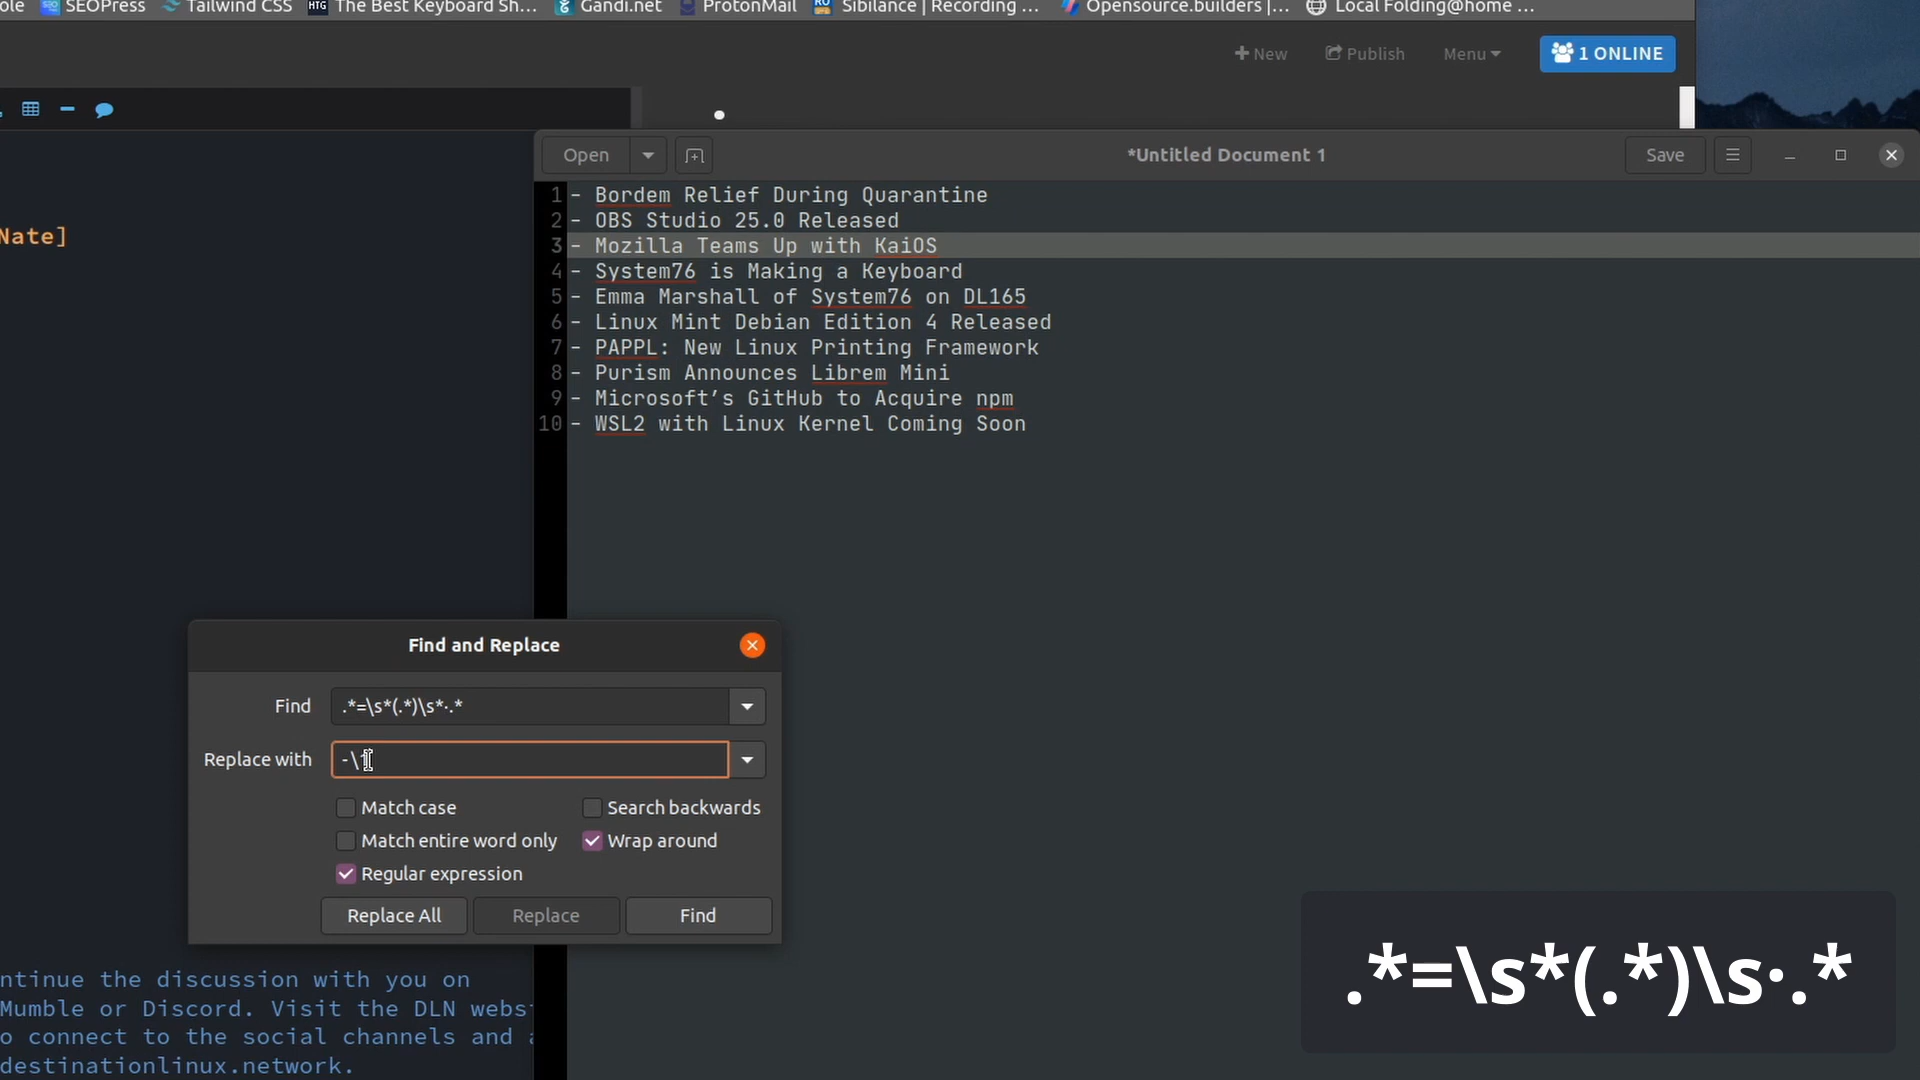 ole SEOPress Tailwind CSS HTG The Best Keyboard Sh... Gandi.net ProtonMail Sibilance | Recording ... Opensource.builders |... Local Folding@home ...
New Publish Menu 1 ONLINE
Open *Untitled Document 1 Save
Nate]
1 - Bordem Relief During Quarantine
2 - OBS Studio 25.0 Released
3 - Mozilla Teams Up with KaiOS
4 - System76 is Making a Keyboard
5 - Emma Marshall of System76 on DL165
6 - Linux Mint Debian Edition 4 Released
7 - PAPPL: New Linux Printing Framework
8 - Purism Announces Librem Mini
9 - Microsoft’s GitHub to Acquire npm
10 - WSL2 with Linux Kernel Coming Soon
Find and Replace
Find .*=\s*(.*)\s*·.*
Replace with -\
Match case Search backwards
Match entire word only Wrap around
Regular expression
Replace All Replace Find
.*=\s*(.*)\s·.*
ntinue the discussion with you on
Mumble or Discord. Visit the DLN webs
o connect to the social channels and
destinationlinux.network.